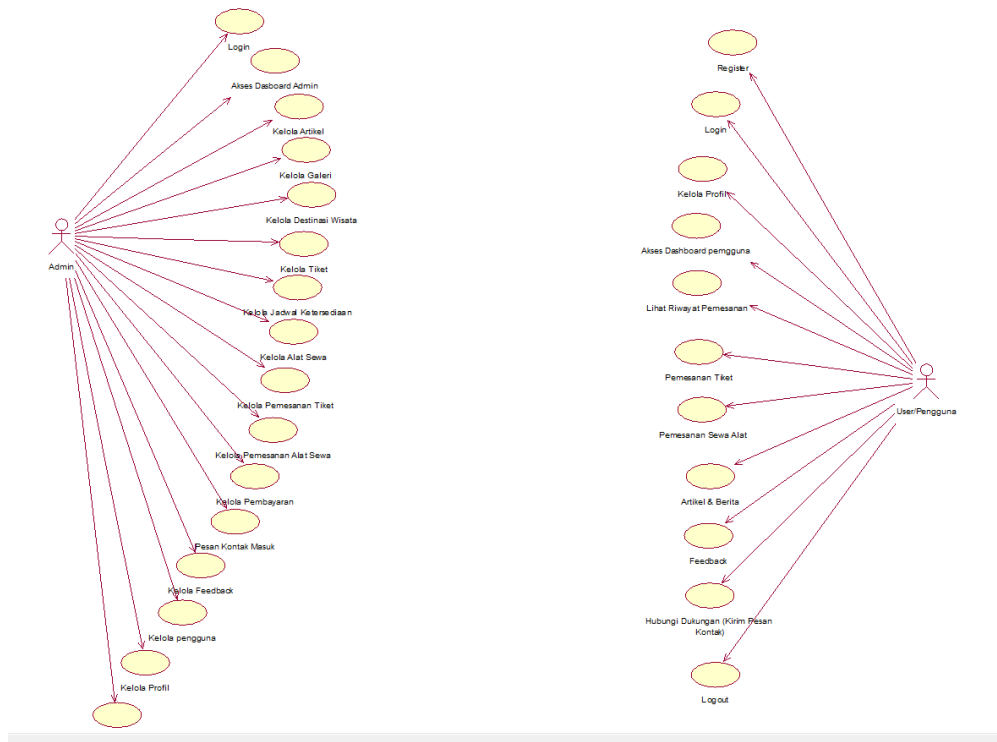 Login
Akses Dasboard Admin
Kelola Artikel
Kelola Galeri
Kelola Destinasi Wisata
Kelola Tiket
Kelola Jadwal Ketersediaan
Kelola Alat Sewa
Kelola Pemesanan Tiket
Kelola Pemesanan Alat Sewa
Kelola Pembayaran
Pesan Kontak Masuk
Kelola Feedback
Kelola pengguna
Kelola Profil
Admin
Register
Login
Kelola Profil
Akses Dashboard pemgguna
Lihat Riwayat Pemesanan
Pemesanan Tiket
Pemesanan Sewa Alat
Artikel & Berita
Feedback
Hubungi Dukungan (Kirim Pesan
Kontak)
Logout
User/Pengguna